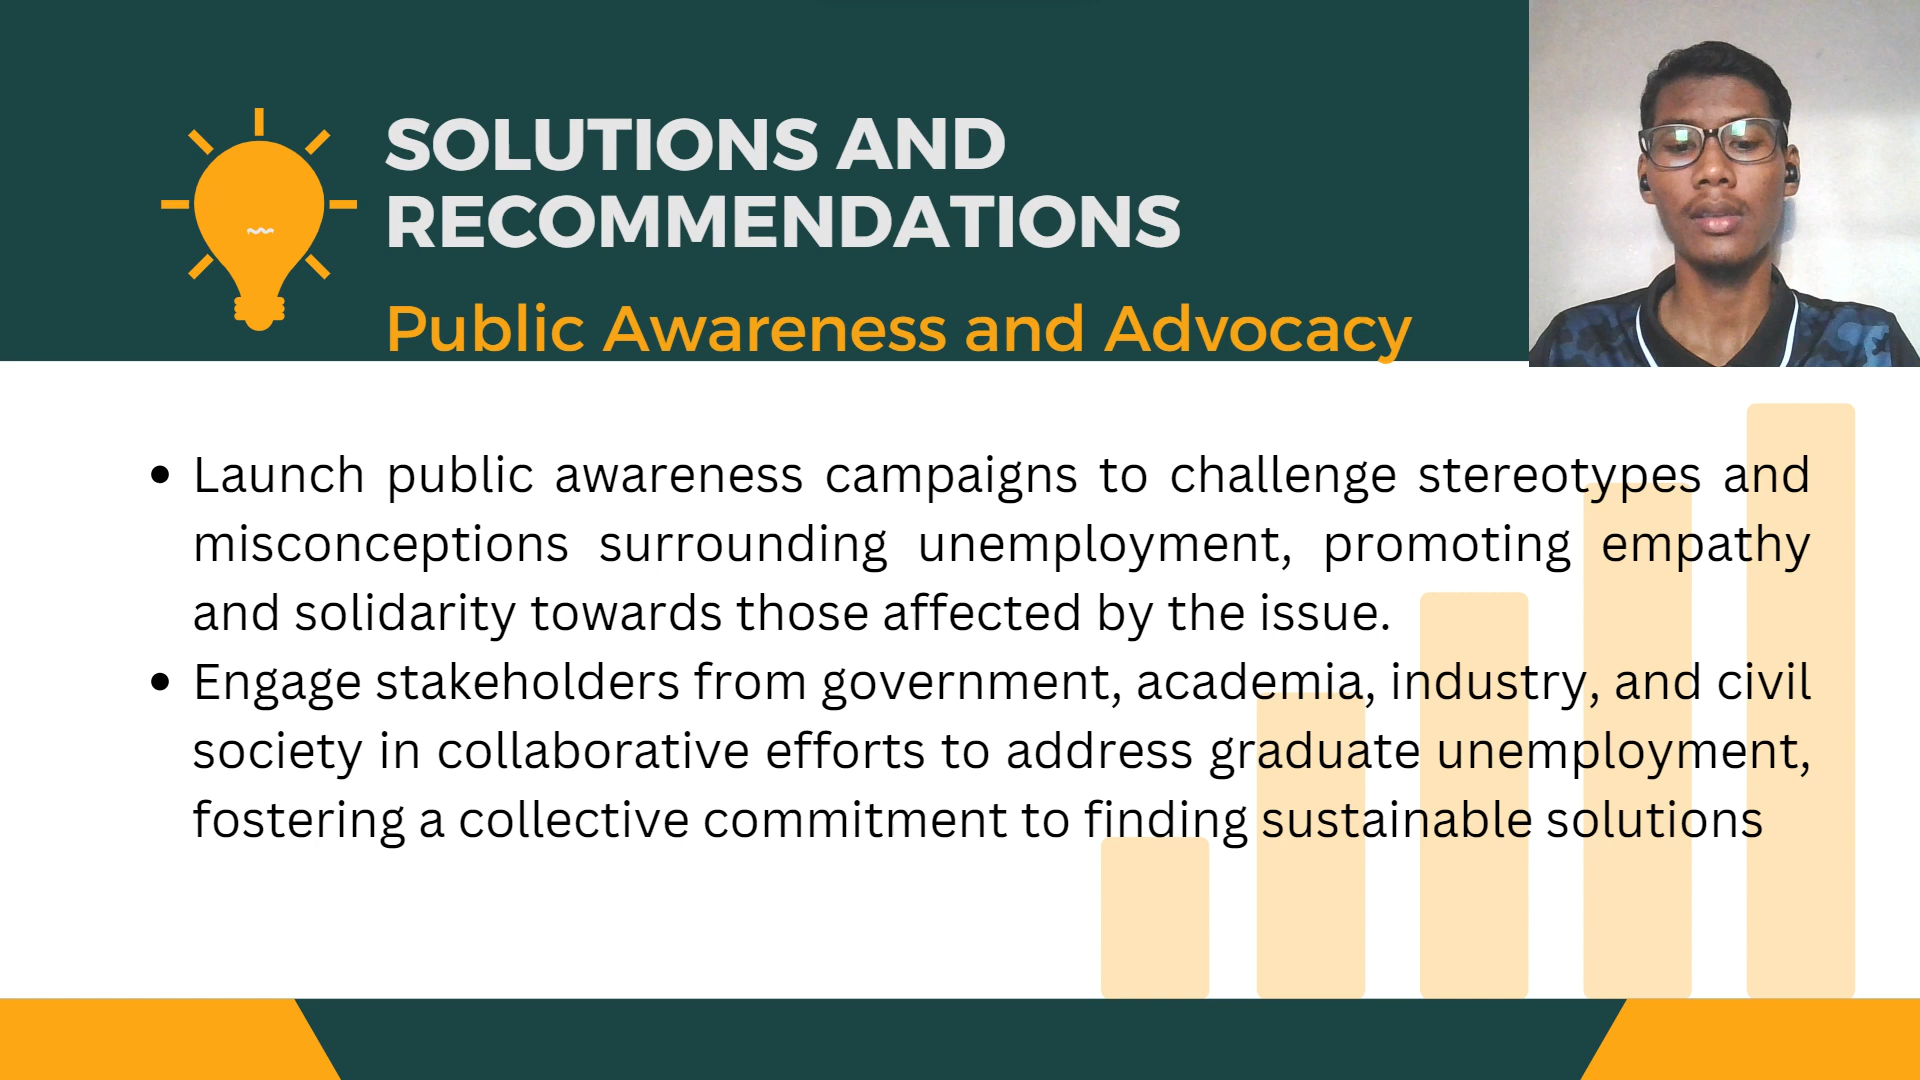 SOLUTIONS AND
RECOMMENDATIONS
Public Awareness and Advocacy
• Launch public awareness campaigns to challenge stereotypes and
misconceptions surrounding unemployment, promoting empathy
and solidarity towards those affected by the issue.
• Engage stakeholders from government, academia, industry, and civil
society in collaborative efforts to address graduate unemployment,
fostering a collective commitment to finding sustainable solutions